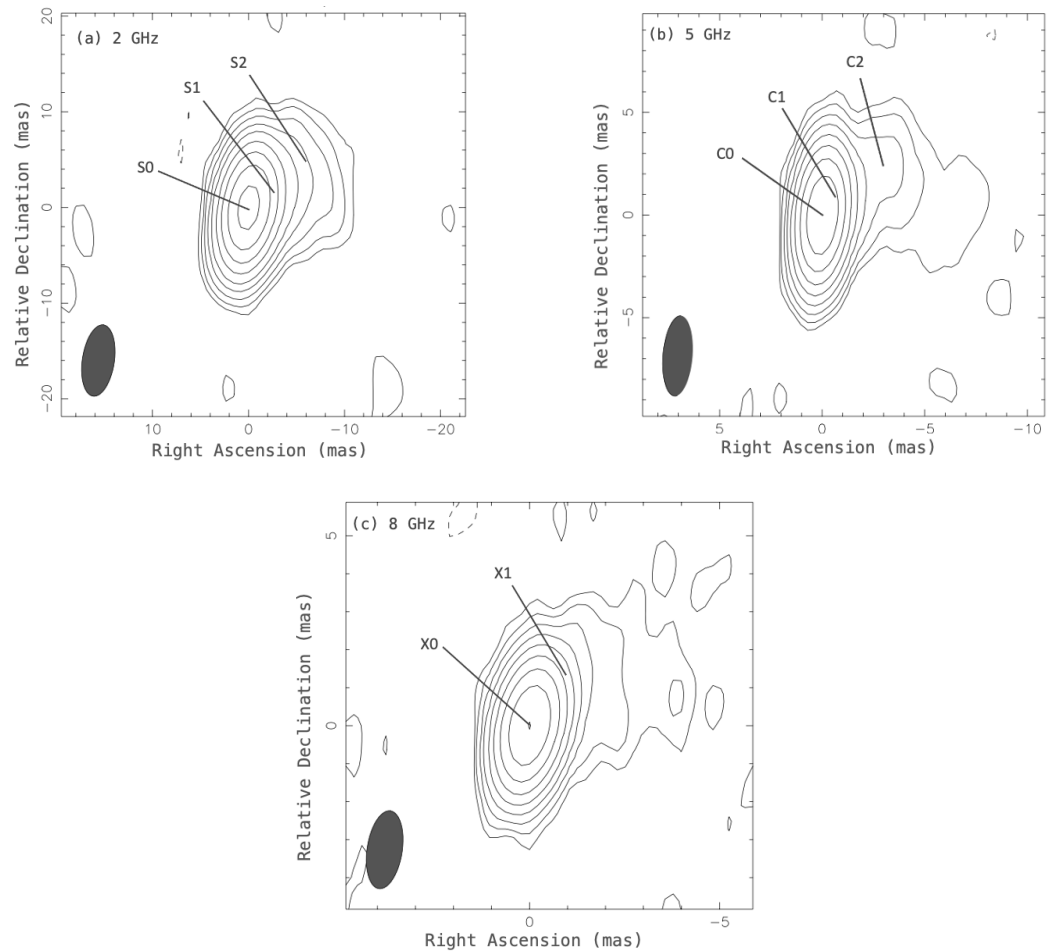 (a) 2 GHz
S2
S1
S0
20
10
0
-10
-20
10
0
-10
-20
Relative Declination (mas)
Right Ascension (mas)
(b) 5 GHz
C2
C1
C0
5
0
-5
5
0
-5
-10
Relative Declination (mas)
Right Ascension (mas)
(c) 8 GHz
X1
X0
5
0
0
-5
Relative Declination (mas)
Right Ascension (mas)